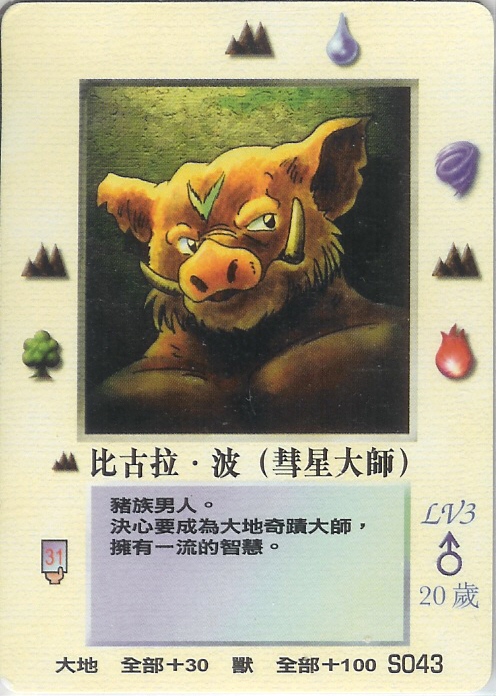 比古拉·波（彗星大師）
豬族男人。
決心要成為大地奇蹟大師，
擁有一流的智慧。
31
LV3
20歲
大地 全部+30 獸 全部+100 S043